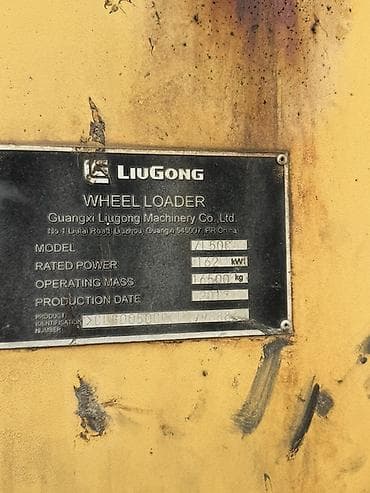 LIUGONG
WHEEL LOADER
Guangxi Liugong Machinery Co., Ltd.
No.1 Liutai Road, Liuzhou, Guangxi 545007, PR China
MODEL
RATED POWER 162 kW
OPERATING MASS 16500 kg
PRODUCTION DATE
PRODUCT
IDENTIFICATION
NUMBER